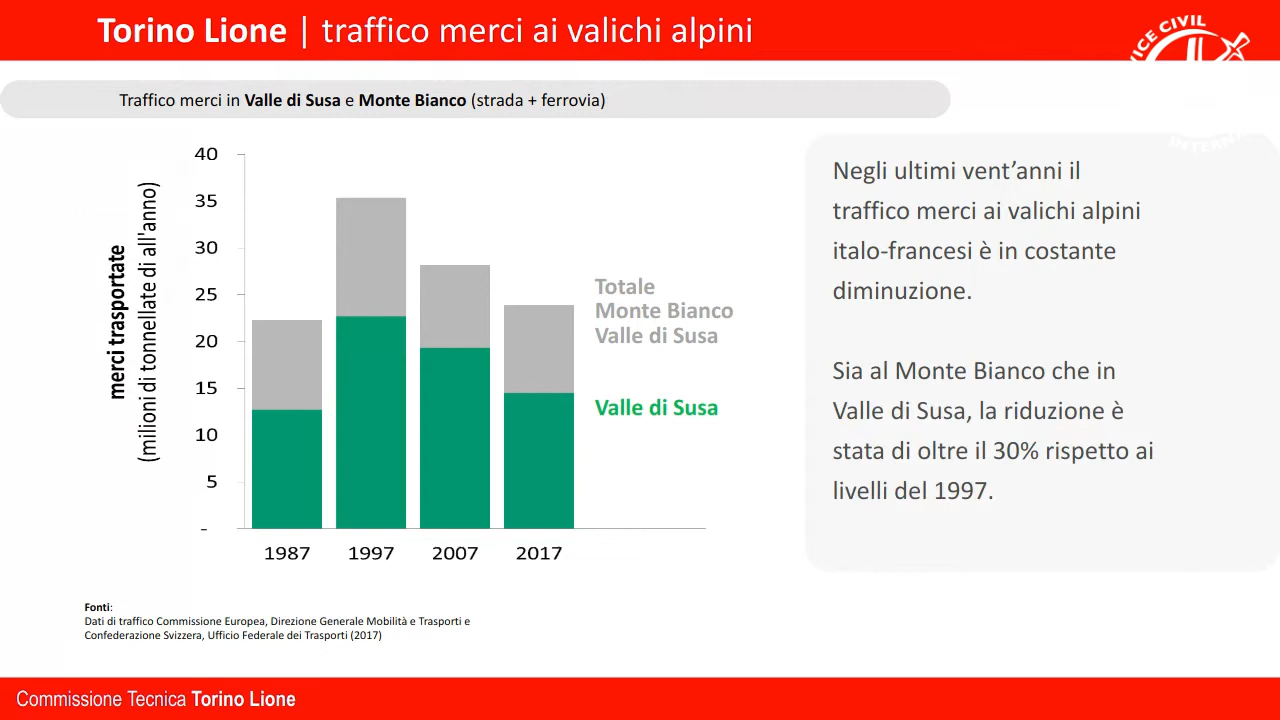 Torino Lione | traffico merci ai valichi alpini
Traffico merci in Valle di Susa e Monte Bianco (strada + ferrovia)
merci trasportate
(milioni di tonnellate di all'anno)
40
35
30
25
20
15
10
5
-
1987 1997 2007 2017
Totale
Monte Bianco
Valle di Susa
Valle di Susa
Negli ultimi vent’anni il
traffico merci ai valichi alpini
italo-francesi è in costante
diminuzione.
Sia al Monte Bianco che in
Valle di Susa, la riduzione è
stata di oltre il 30% rispetto ai
livelli del 1997.
Fonti:
Dati di traffico Commissione Europea, Direzione Generale Mobilità e Trasporti e
Confederazione Svizzera, Ufficio Federale dei Trasporti (2017)
Commissione Tecnica Torino Lione